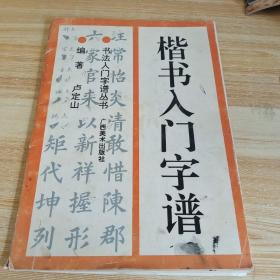 楷书入门字谱
书法入门字谱丛书
广西美术出版社
编著 卢定山
汪常怡炎清敢惜陳郡
六家官来以新祥握形
矩代坤列